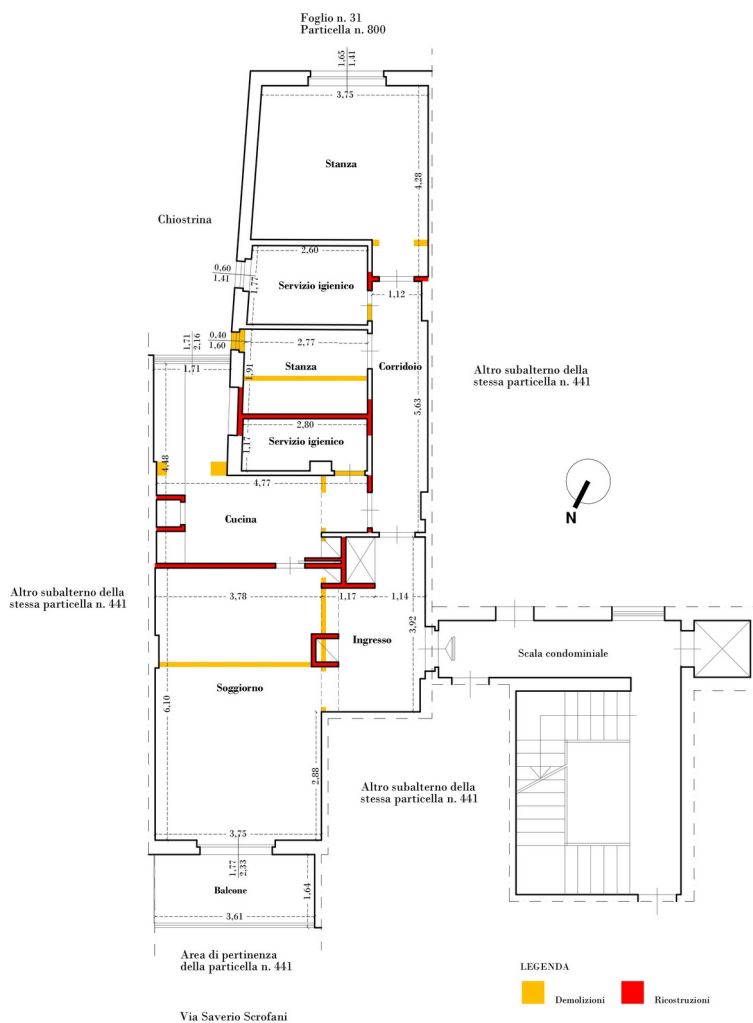 Foglio n. 31
Particella n. 800
1,65
1,41
3,75
Stanza
4,28
Chiostrina
2,60
0,60
1,41
1,77
Servizio igienico
1,12
1,71
2,16
0,40
1,60
2,77
1,71
1,91
Stanza
Corridoio
Altro subalterno della
stessa particella n. 441
5,63
2,80
Servizio igienico
1,17
4,48
4,77
Cucina
N
Altro subalterno della
stessa particella n. 441
3,78
1,17
1,14
3,92
Ingresso
Scala condominiale
Soggiorno
6,10
2,88
Altro subalterno della
stessa particella n. 441
3,75
1,77
2,33
Balcone
1,64
3,61
Area di pertinenza
della particella n. 441
LEGENDA
Demolizioni
Ricostruzioni
Via Saverio Scrofani